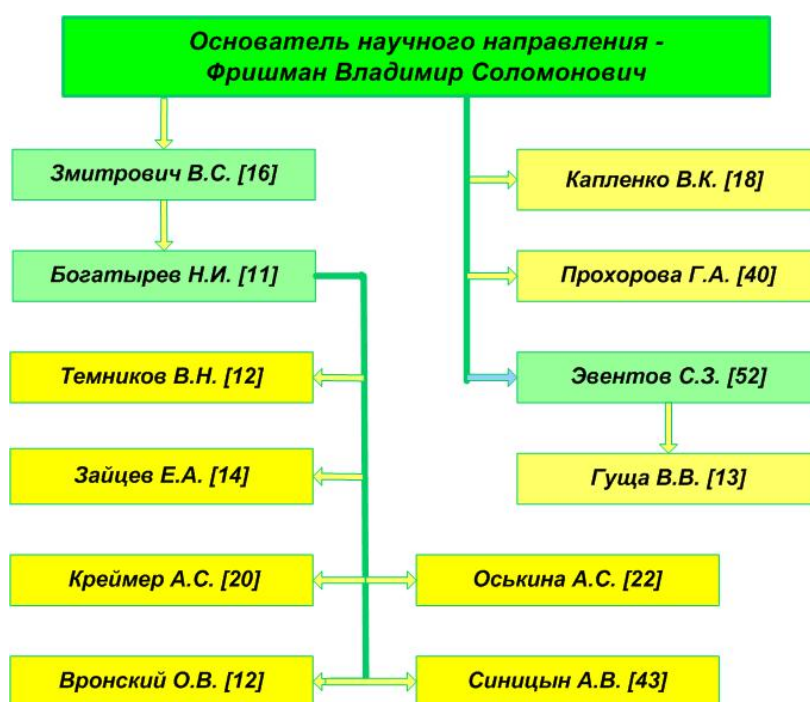 Основатель научного направления -
Фришман Владимир Соломонович
Змитрович В.С. [16]
Капленко В.К. [18]
Богатырев Н.И. [11]
Прохорова Г.А. [40]
Темников В.Н. [12]
Эвентов С.З. [52]
Зайцев Е.А. [14]
Гуща В.В. [13]
Креймер А.С. [20]
Оськина А.С. [22]
Вронский О.В. [12]
Синицын А.В. [43]